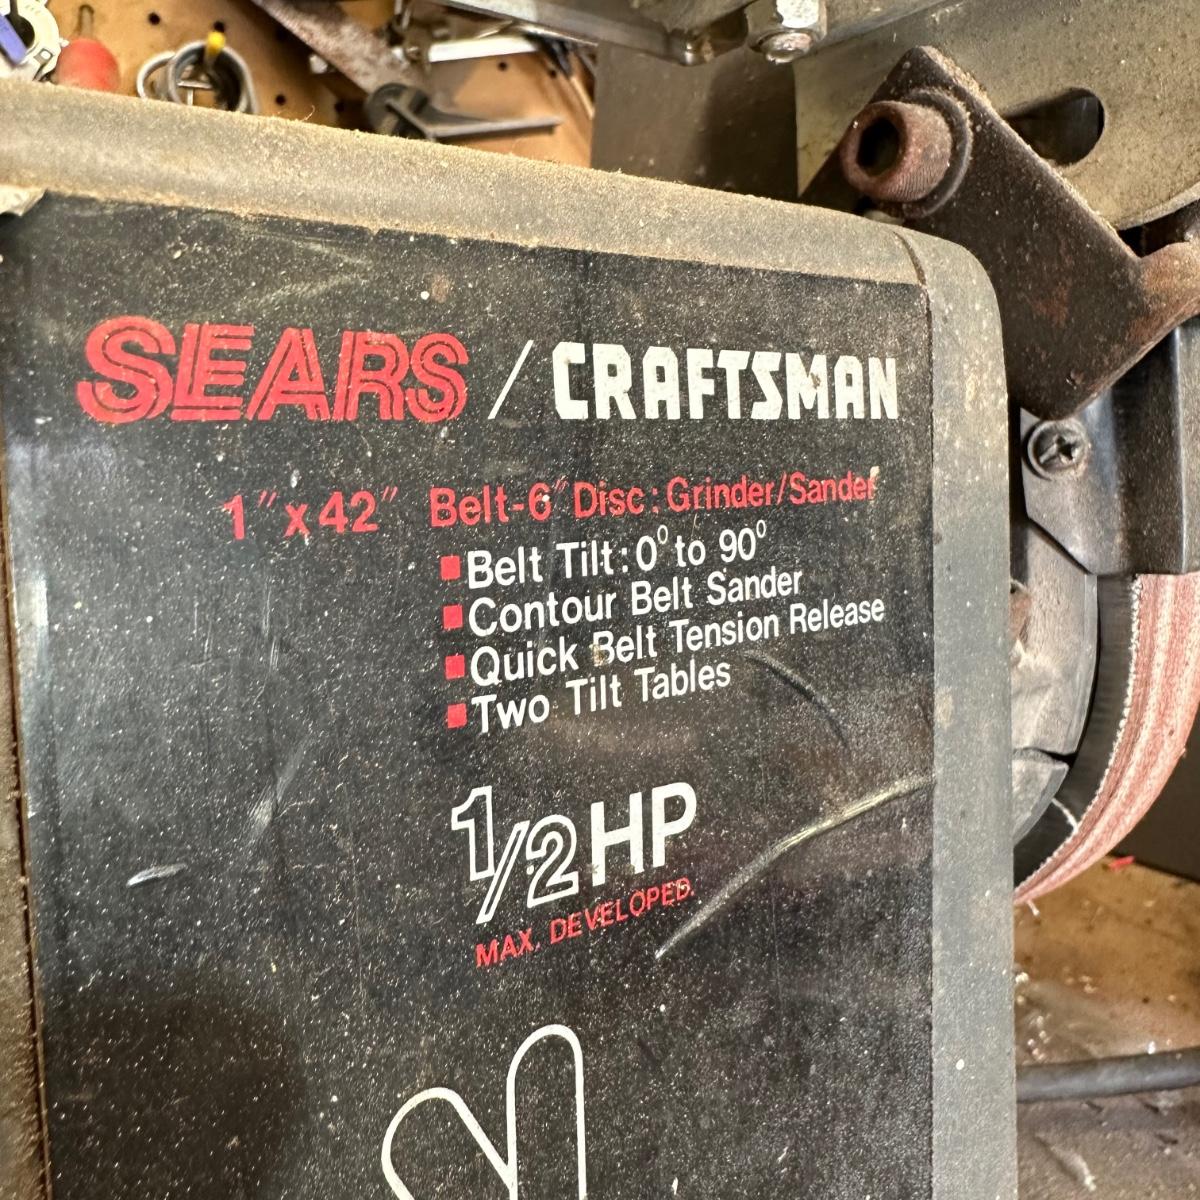 SEARS / CRAFTSMAN
1" x 42" Belt-6" Disc: Grinder/Sander
Belt Tilt: 0° to 90°
Contour Belt Sander
Quick Belt Tension Release
Two Tilt Tables
1/2 HP
MAX. DEVELOPED.